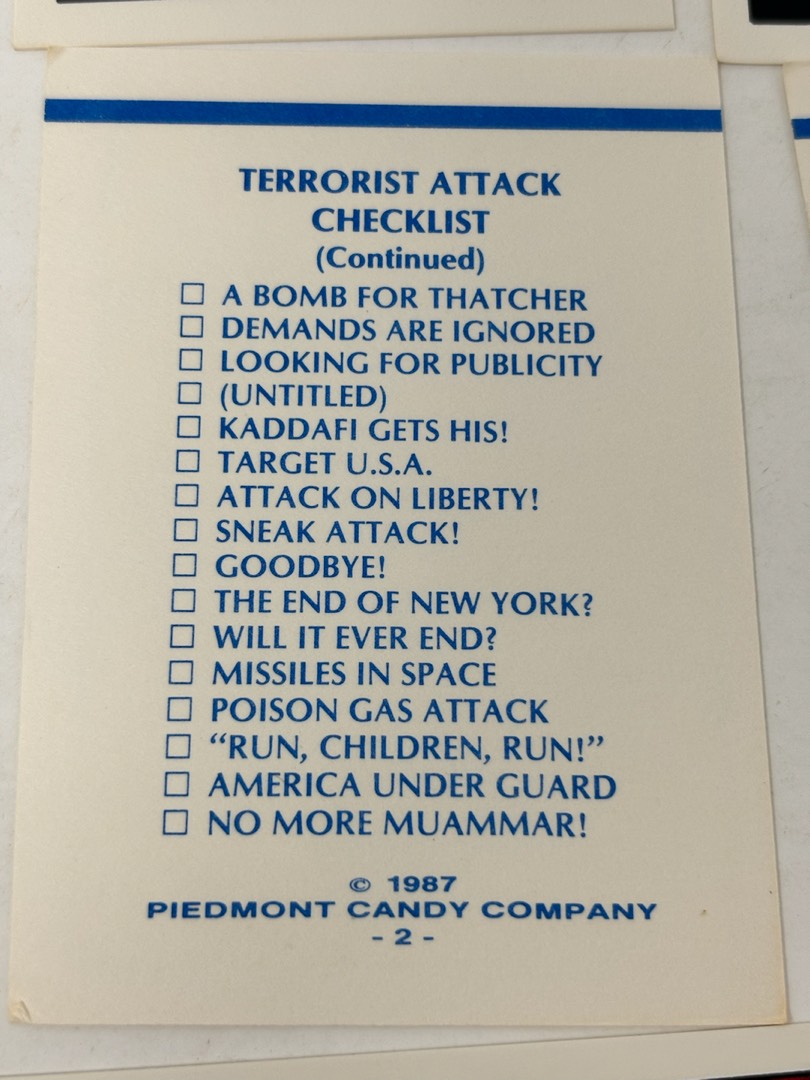 TERRORIST ATTACK
CHECKLIST
(Continued)
☐ A BOMB FOR THATCHER
☐ DEMANDS ARE IGNORED
☐ LOOKING FOR PUBLICITY
☐ (UNTITLED)
☐ KADDAFI GETS HIS!
☐ TARGET U.S.A.
☐ ATTACK ON LIBERTY!
☐ SNEAK ATTACK!
☐ GOODBYE!
☐ THE END OF NEW YORK?
☐ WILL IT EVER END?
☐ MISSILES IN SPACE
☐ POISON GAS ATTACK
☐ “RUN, CHILDREN, RUN!”
☐ AMERICA UNDER GUARD
☐ NO MORE MUAMMAR!
© 1987
PIEDMONT CANDY COMPANY
- 2 -